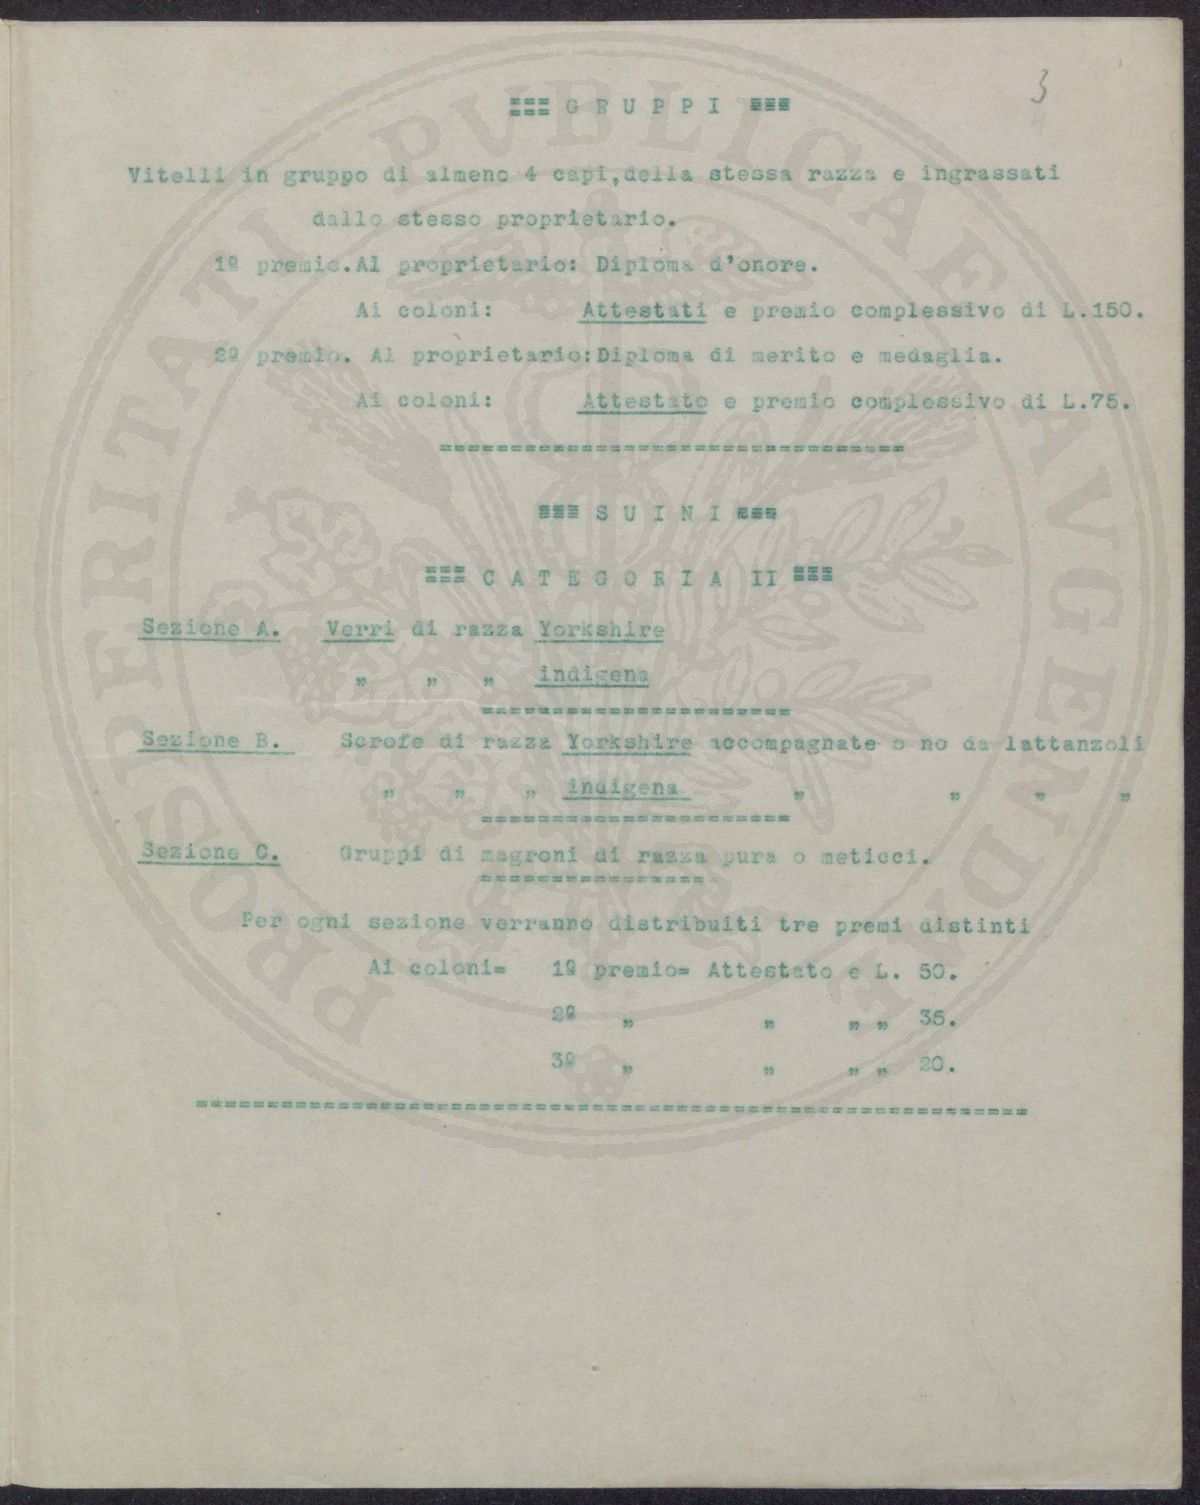 3
=== G R U P P I ===
Vitelli in gruppo di almeno 4 capi,della stessa razza e ingrassati
dallo stesso proprietario.
1º premio.Al proprietario: Diploma d'onore.
Ai coloni: Attestati e premio complessivo di L.150.
2º premio. Al proprietario:Diploma di merito e medaglia.
Ai coloni: Attestato e premio complessivo di L.75.
=================================
=== S U I N I ===
=== C A T E G O R I A II ===
Sezione A. Verri di razza Yorkshire
„ „ „ indigena
======================
Sezione B. Scrofe di razza Yorkshire accompagnate o no da lattanzoli
„ „ „ indigena „ „ „ „
======================
Sezione C. Gruppi di magroni di razza pura o meticci.
================
Per ogni sezione verranno distribuiti tre premi distinti
Ai coloni= 1º premio= Attestato e L. 50.
2º „ „ „ „ 35.
3º „ „ „ „ 20.
===========================================================
PROSPERITATI PVBLICAE AVGENDAE